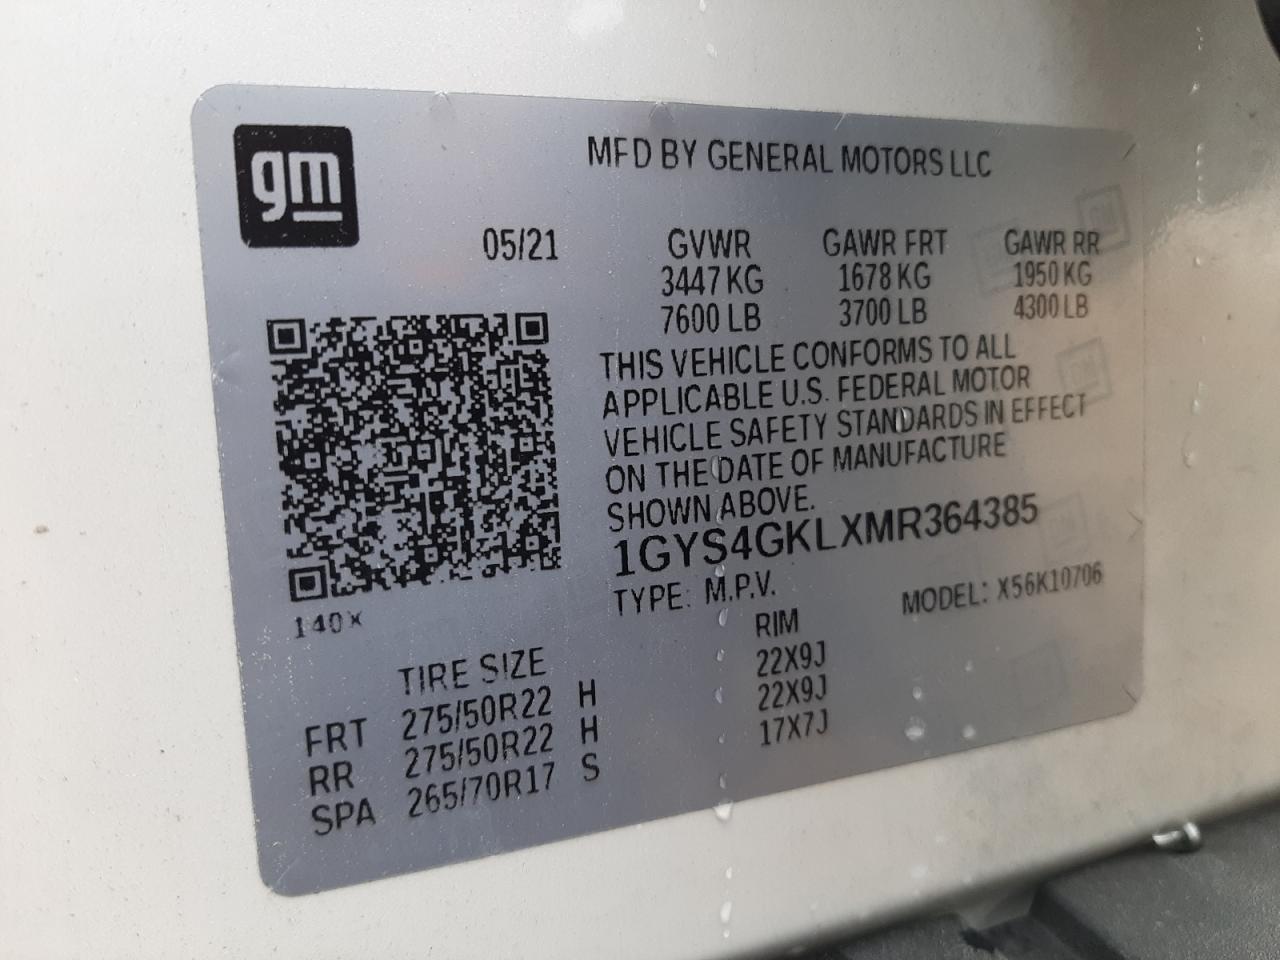 gm
MFD BY GENERAL MOTORS LLC
05/21 GVWR GAWR FRT GAWR RR
3447 KG 1678 KG 1950 KG
7600 LB 3700 LB 4300 LB
THIS VEHICLE CONFORMS TO ALL
APPLICABLE U.S. FEDERAL MOTOR
VEHICLE SAFETY STANDARDS IN EFFECT
ON THE DATE OF MANUFACTURE
SHOWN ABOVE.
1GYS4GKLXMR364385
TYPE: M.P.V. MODEL: X56K10706
140X
TIRE SIZE RIM
FRT 275/50R22 H 22X9J
RR 275/50R22 H 22X9J
SPA 265/70R17 S 17X7J